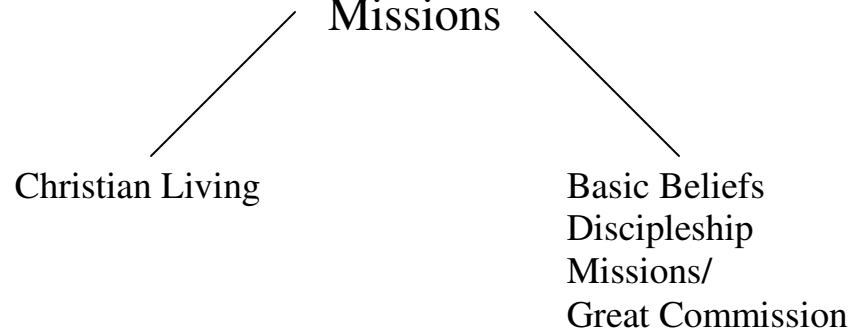 Missions
Christian Living
Basic Beliefs
Discipleship
Missions/
Great Commission